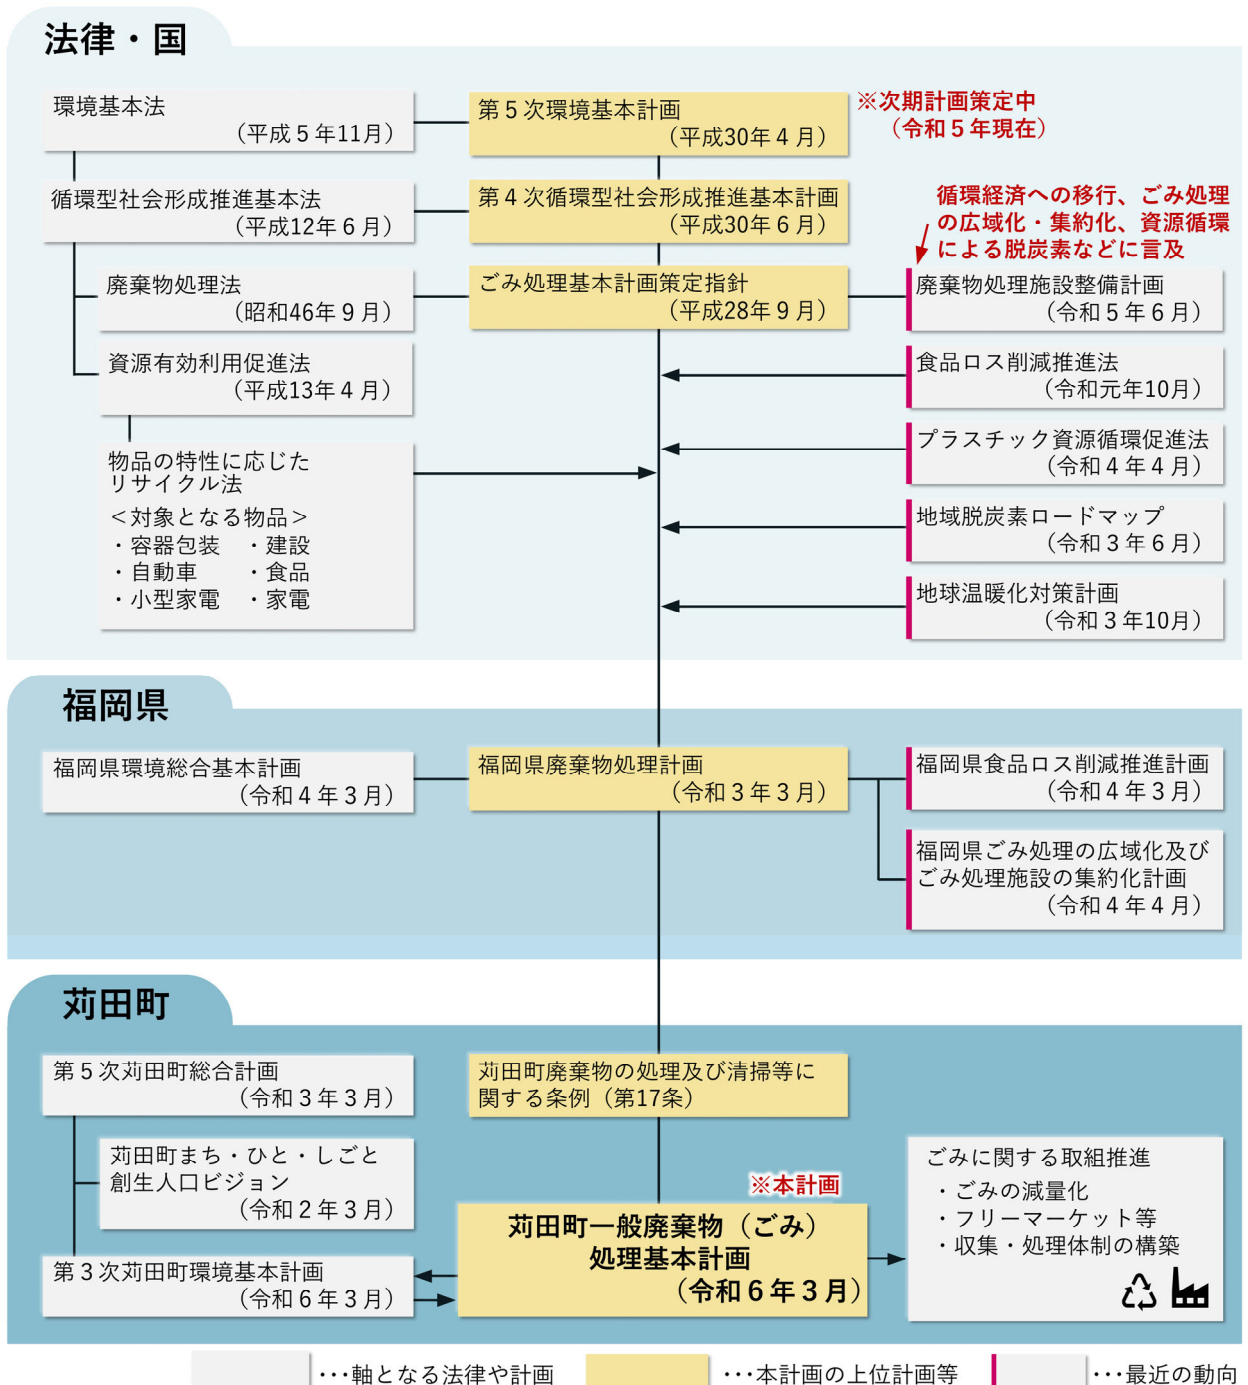 法律・国
環境基本法
（平成５年11月）
第５次環境基本計画
（平成30年４月）
※次期計画策定中
（令和５年現在）
循環型社会形成推進基本法
（平成12年６月）
第４次循環型社会形成推進基本計画
（平成30年６月）
循環経済への移行、ごみ処理
の広域化・集約化、資源循環
による脱炭素などに言及
廃棄物処理法
（昭和46年９月）
ごみ処理基本計画策定指針
（平成28年９月）
廃棄物処理施設整備計画
（令和５年６月）
資源有効利用促進法
（平成13年４月）
食品ロス削減推進法
（令和元年10月）
プラスチック資源循環促進法
（令和４年４月）
物品の特性に応じた
リサイクル法
＜対象となる物品＞
・容器包装　・建設
・自動車　　・食品
・小型家電　・家電
地域脱炭素ロードマップ
（令和３年６月）
地球温暖化対策計画
（令和３年10月）
福岡県
福岡県環境総合基本計画
（令和４年３月）
福岡県廃棄物処理計画
（令和３年３月）
福岡県食品ロス削減推進計画
（令和４年３月）
福岡県ごみ処理の広域化及び
ごみ処理施設の集約化計画
（令和４年４月）
苅田町
第５次苅田町総合計画
（令和３年３月）
苅田町廃棄物の処理及び清掃等に
関する条例（第17条）
苅田町まち・ひと・しごと
創生人口ビジョン
（令和２年３月）
※本計画
苅田町一般廃棄物（ごみ）
処理基本計画
（令和６年３月）
ごみに関する取組推進
・ごみの減量化
・フリーマーケット等
・収集・処理体制の構築
第３次苅田町環境基本計画
（令和６年３月）
…軸となる法律や計画
…本計画の上位計画等
…最近の動向